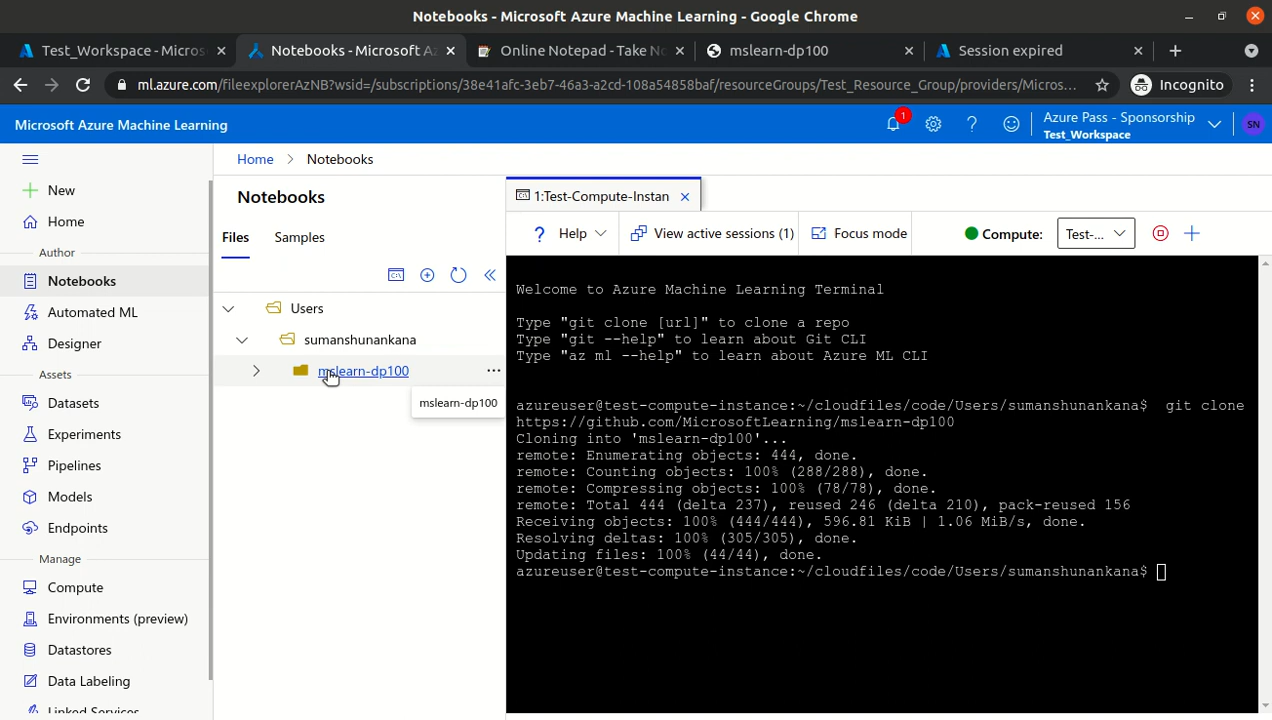 Notebooks - Microsoft Azure Machine Learning - Google Chrome
Test_Workspace - Micros
Notebooks - Microsoft Az
Online Notepad - Take No
mslearn-dp100
Session expired
ml.azure.com/fileexplorerAzNB?wsid=/subscriptions/38e41afc-3eb7-46a3-a2cd-108a54858baf/resourceGroups/Test_Resource_Group/providers/Micros...
Incognito
Microsoft Azure Machine Learning
1
Azure Pass - Sponsorship
Test_Workspace
SN
New
Home
Author
Notebooks
Automated ML
Designer
Assets
Datasets
Experiments
Pipelines
Models
Endpoints
Manage
Compute
Environments (preview)
Datastores
Data Labeling
Linked Services
Home > Notebooks
Notebooks
Files Samples
Users
sumanshunankana
mslearn-dp100 ...
mslearn-dp100
1:Test-Compute-Instan
? Help
View active sessions (1)
Focus mode
Compute:
Test-...
Welcome to Azure Machine Learning Terminal
Type "git clone [url]" to clone a repo
Type "git --help" to learn about Git CLI
Type "az ml --help" to learn about Azure ML CLI
azureuser@test-compute-instance:~/cloudfiles/code/Users/sumanshunankana$ git clone
https://github.com/MicrosoftLearning/mslearn-dp100
Cloning into 'mslearn-dp100'...
remote: Enumerating objects: 444, done.
remote: Counting objects: 100% (288/288), done.
remote: Compressing objects: 100% (78/78), done.
remote: Total 444 (delta 237), reused 246 (delta 210), pack-reused 156
Receiving objects: 100% (444/444), 596.81 KiB | 1.06 MiB/s, done.
Resolving deltas: 100% (305/305), done.
Updating files: 100% (44/44), done.
azureuser@test-compute-instance:~/cloudfiles/code/Users/sumanshunankana$